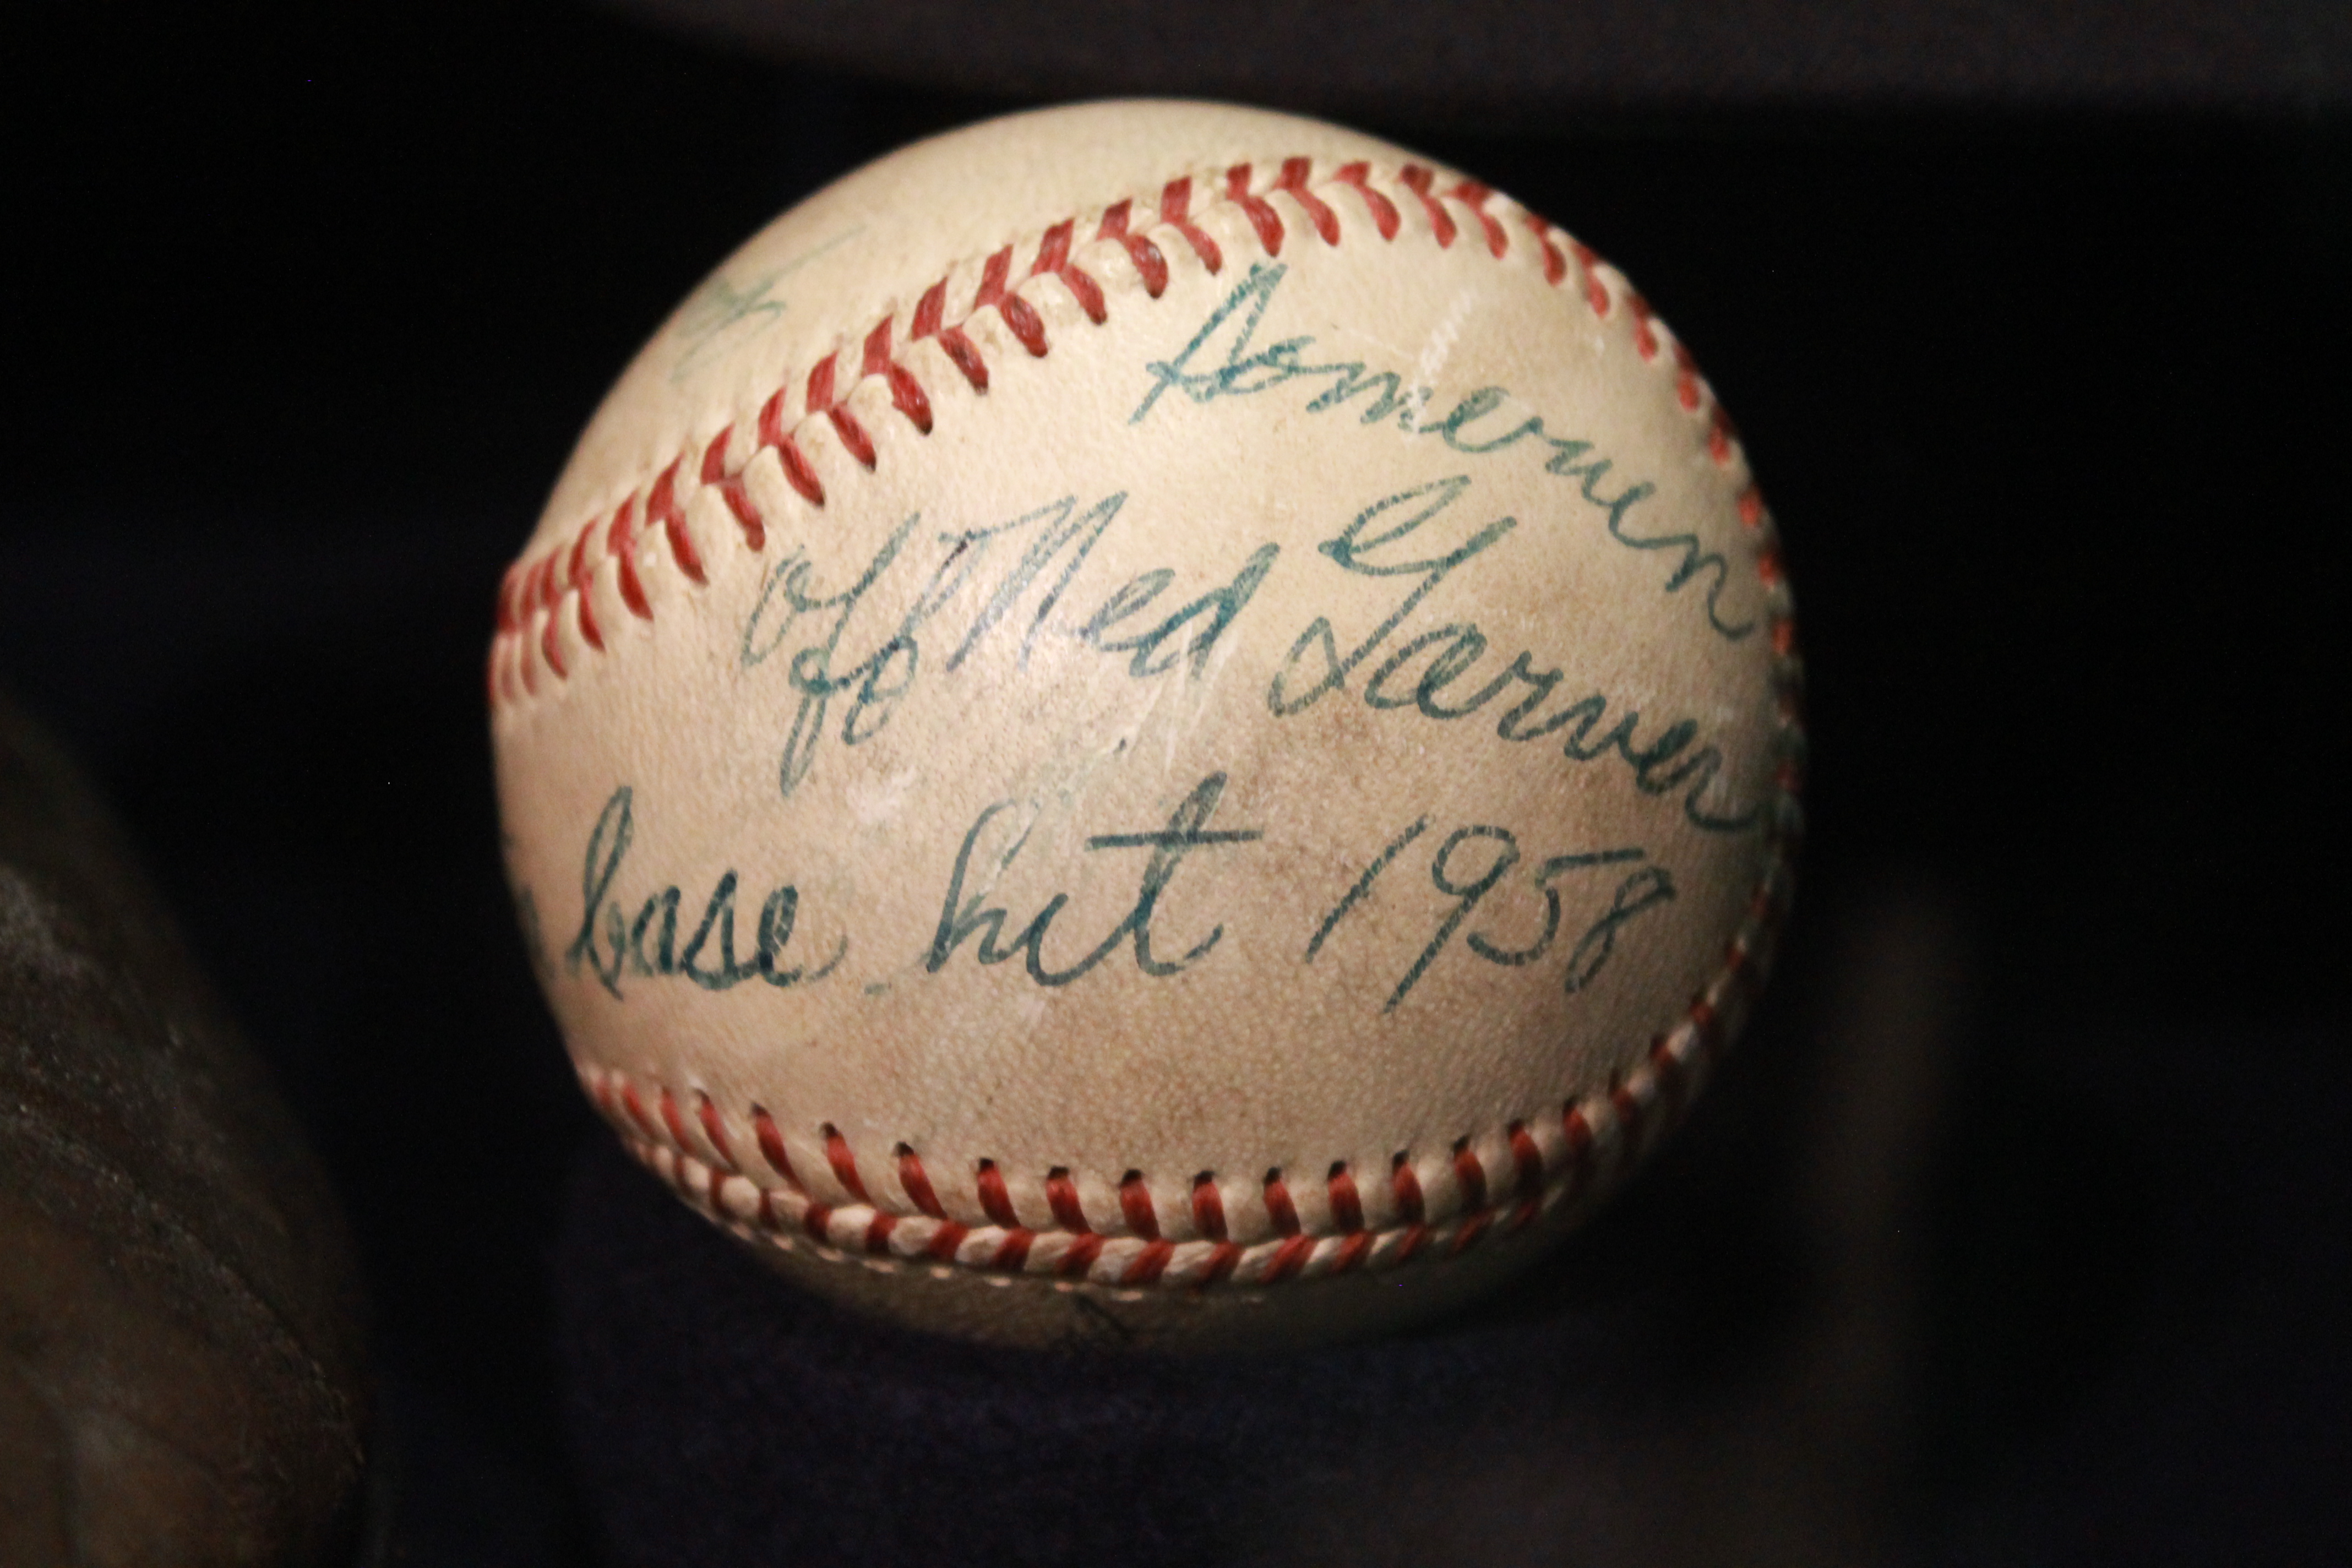 Homerun
off Ned Garver
base hit 1958